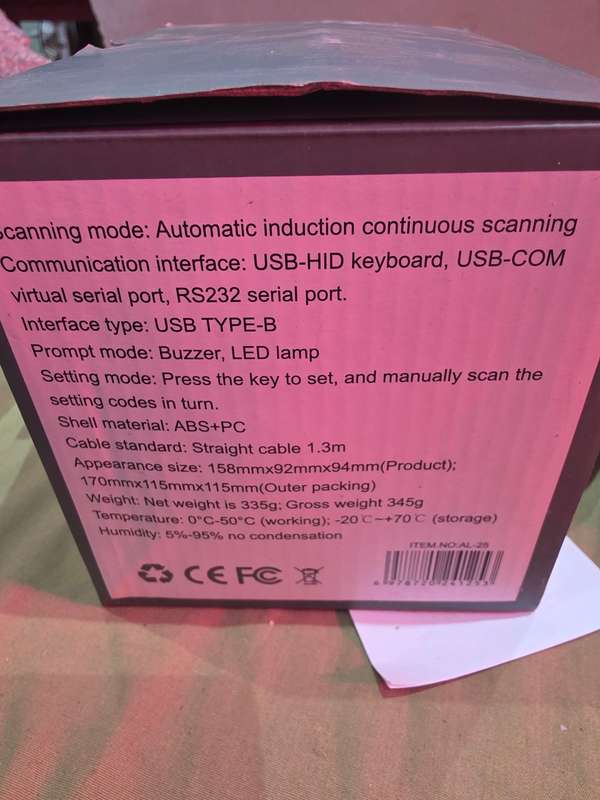 Scanning mode: Automatic induction continuous scanning
Communication interface: USB-HID keyboard, USB-COM
virtual serial port, RS232 serial port.
Interface type: USB TYPE-B
Prompt mode: Buzzer, LED lamp
Setting mode: Press the key to set, and manually scan the
setting codes in turn.
Shell material: ABS+PC
Cable standard: Straight cable 1.3m
Appearance size: 158mmx92mmx94mm(Product);
170mmx115mmx115mm(Outer packing)
Weight: Net weight is 335g; Gross weight 345g
Temperature: 0°C-50°C (working); -20℃~+70℃ (storage)
Humidity: 5%-95% no condensation
ITEM.NO:AL-25
CE FC